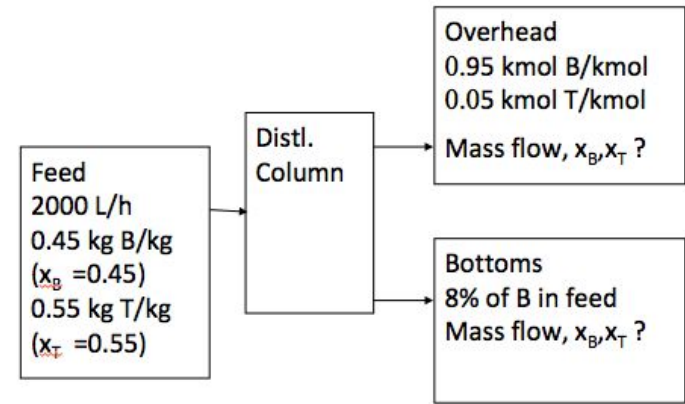 Feed
2000 L/h
0.45 kg B/kg
(xB =0.45)
0.55 kg T/kg
(xT =0.55)
Distl.
Column
Overhead
0.95 kmol B/kmol
0.05 kmol T/kmol
Mass flow, xB,xT ?
Bottoms
8% of B in feed
Mass flow, xB,xT ?